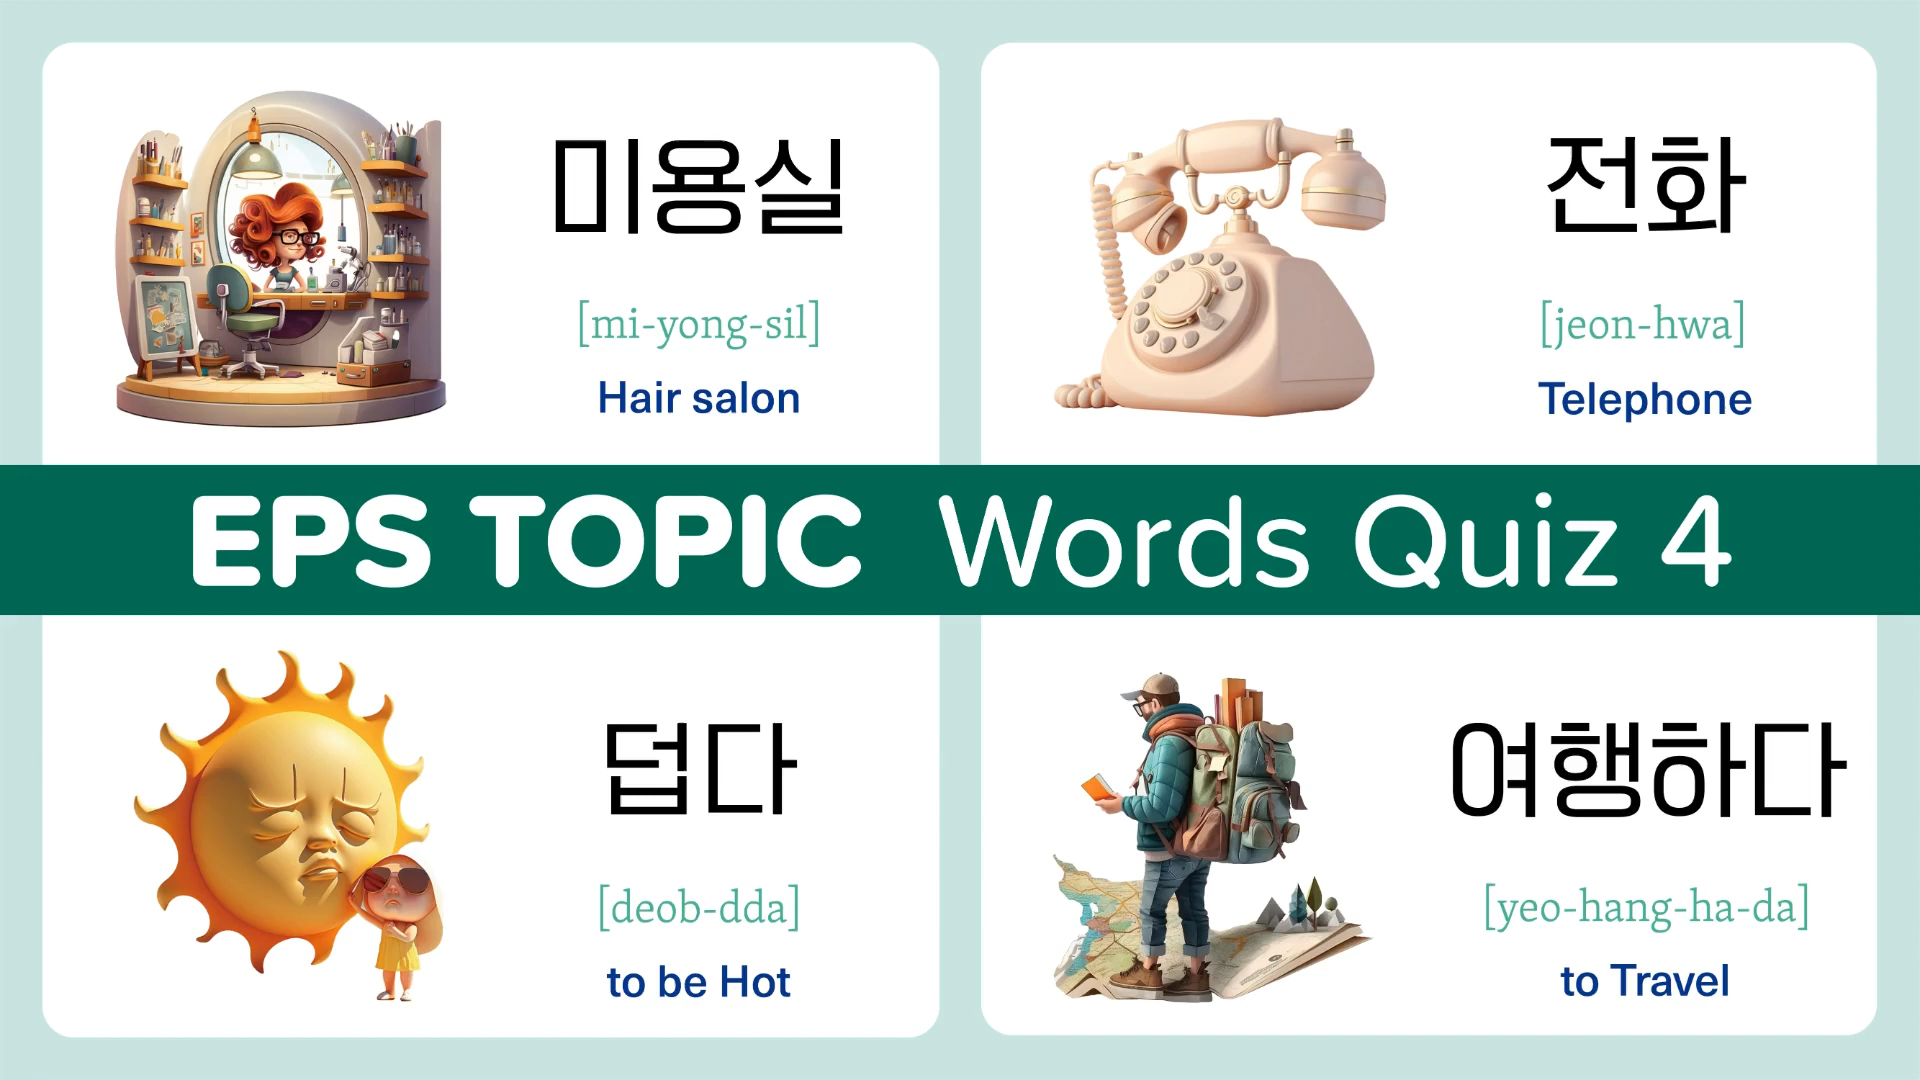 미용실
[mi-yong-sil]
Hair salon
전화
[jeon-hwa]
Telephone
EPS TOPIC Words Quiz 4
덥다
[deob-dda]
to be Hot
여행하다
[yeo-hang-ha-da]
to Travel